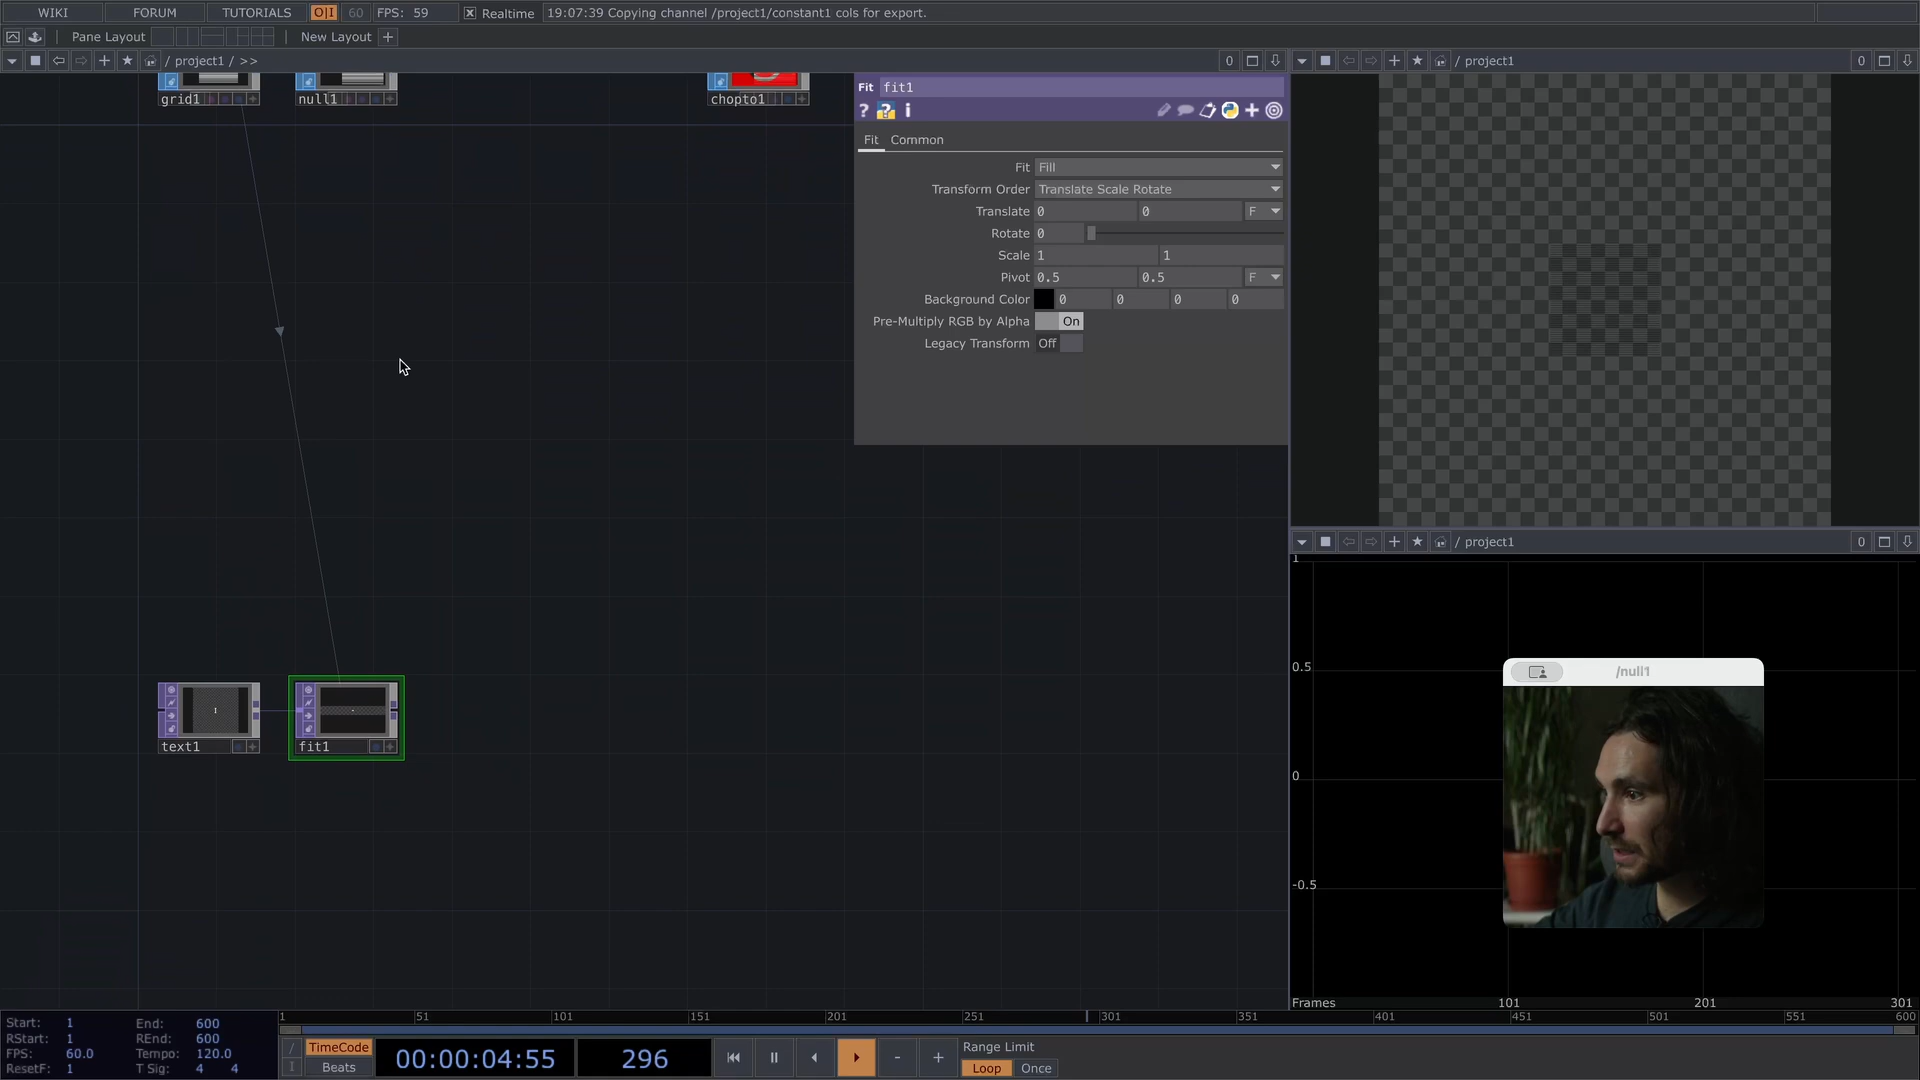 WIKI FORUM TUTORIALS O|I 60 FPS: 59 Realtime 19:07:39 Copying channel /project1/constant1 cols for export.
Pane Layout New Layout +
/ project1 / >> 0
/ project1 0
grid1 null1 chopto1
Fit fit1
? ? i
Fit Common
Fit Fill
Transform Order Translate Scale Rotate
Translate 0 0 F
Rotate 0
Scale 1 1
Pivot 0.5 0.5 F
Background Color 0 0 0 0
Pre-Multiply RGB by Alpha On
Legacy Transform Off
/ project1 0
1
0.5
0
-0.5
/null1
text1 fit1
Frames 101 201 301
1 51 101 151 201 251 301 351 401 451 501 551 600
Start: 1 End: 600
RStart: 1 REnd: 600
FPS: 60.0 Tempo: 120.0
ResetF: 1 T Sig: 4 4
TimeCode
Beats
00:00:04:55 296
- +
Range Limit
Loop Once